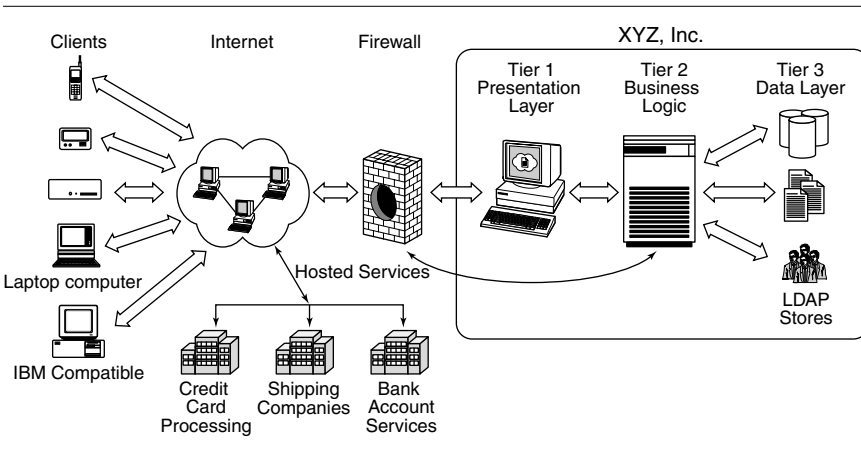 XYZ, Inc.
Clients
Internet
Firewall
Tier 1
Presentation
Layer
Tier 2
Business
Logic
Tier 3
Data Layer
Laptop computer
IBM Compatible
Hosted Services
LDAP
Stores
Credit
Card
Processing
Shipping
Companies
Bank
Account
Services